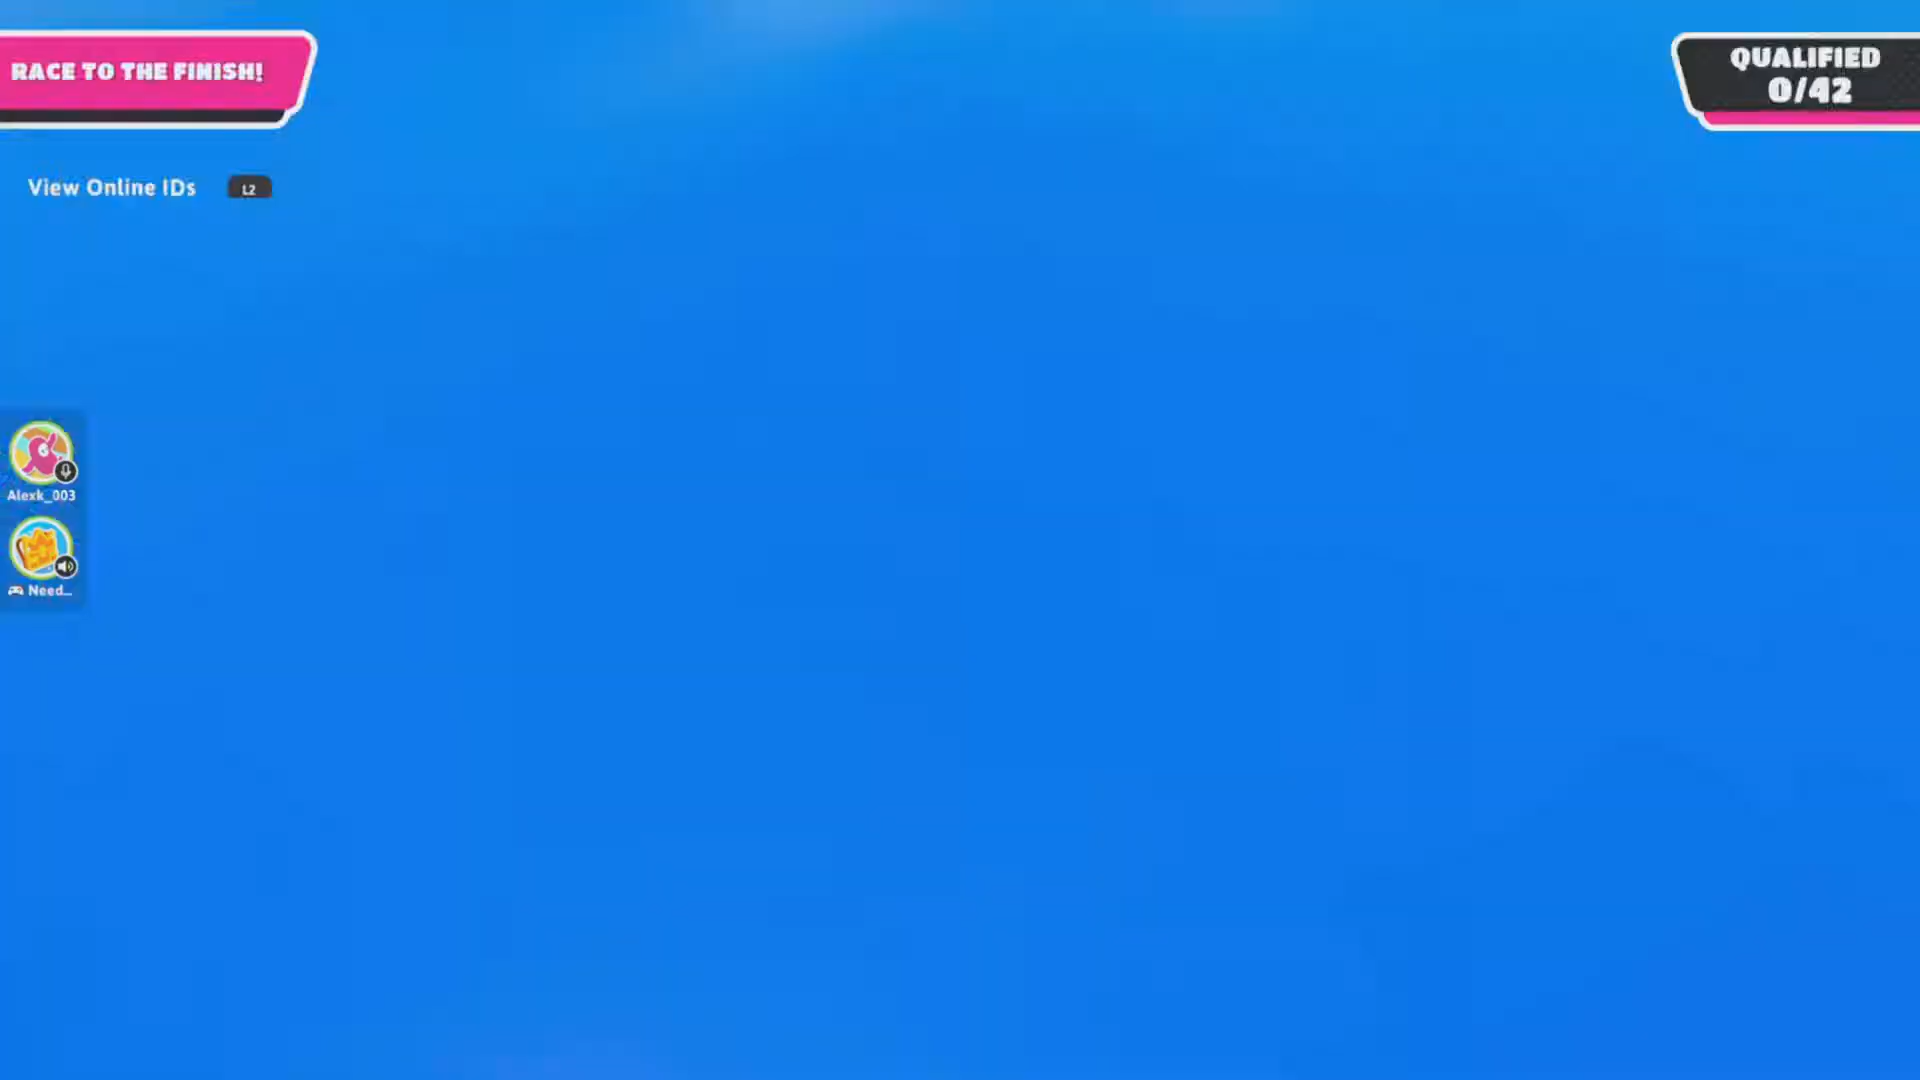 RACE TO THE FINISH!
QUALIFIED
0/42
View Online IDs L2
Alexk_003
Need...